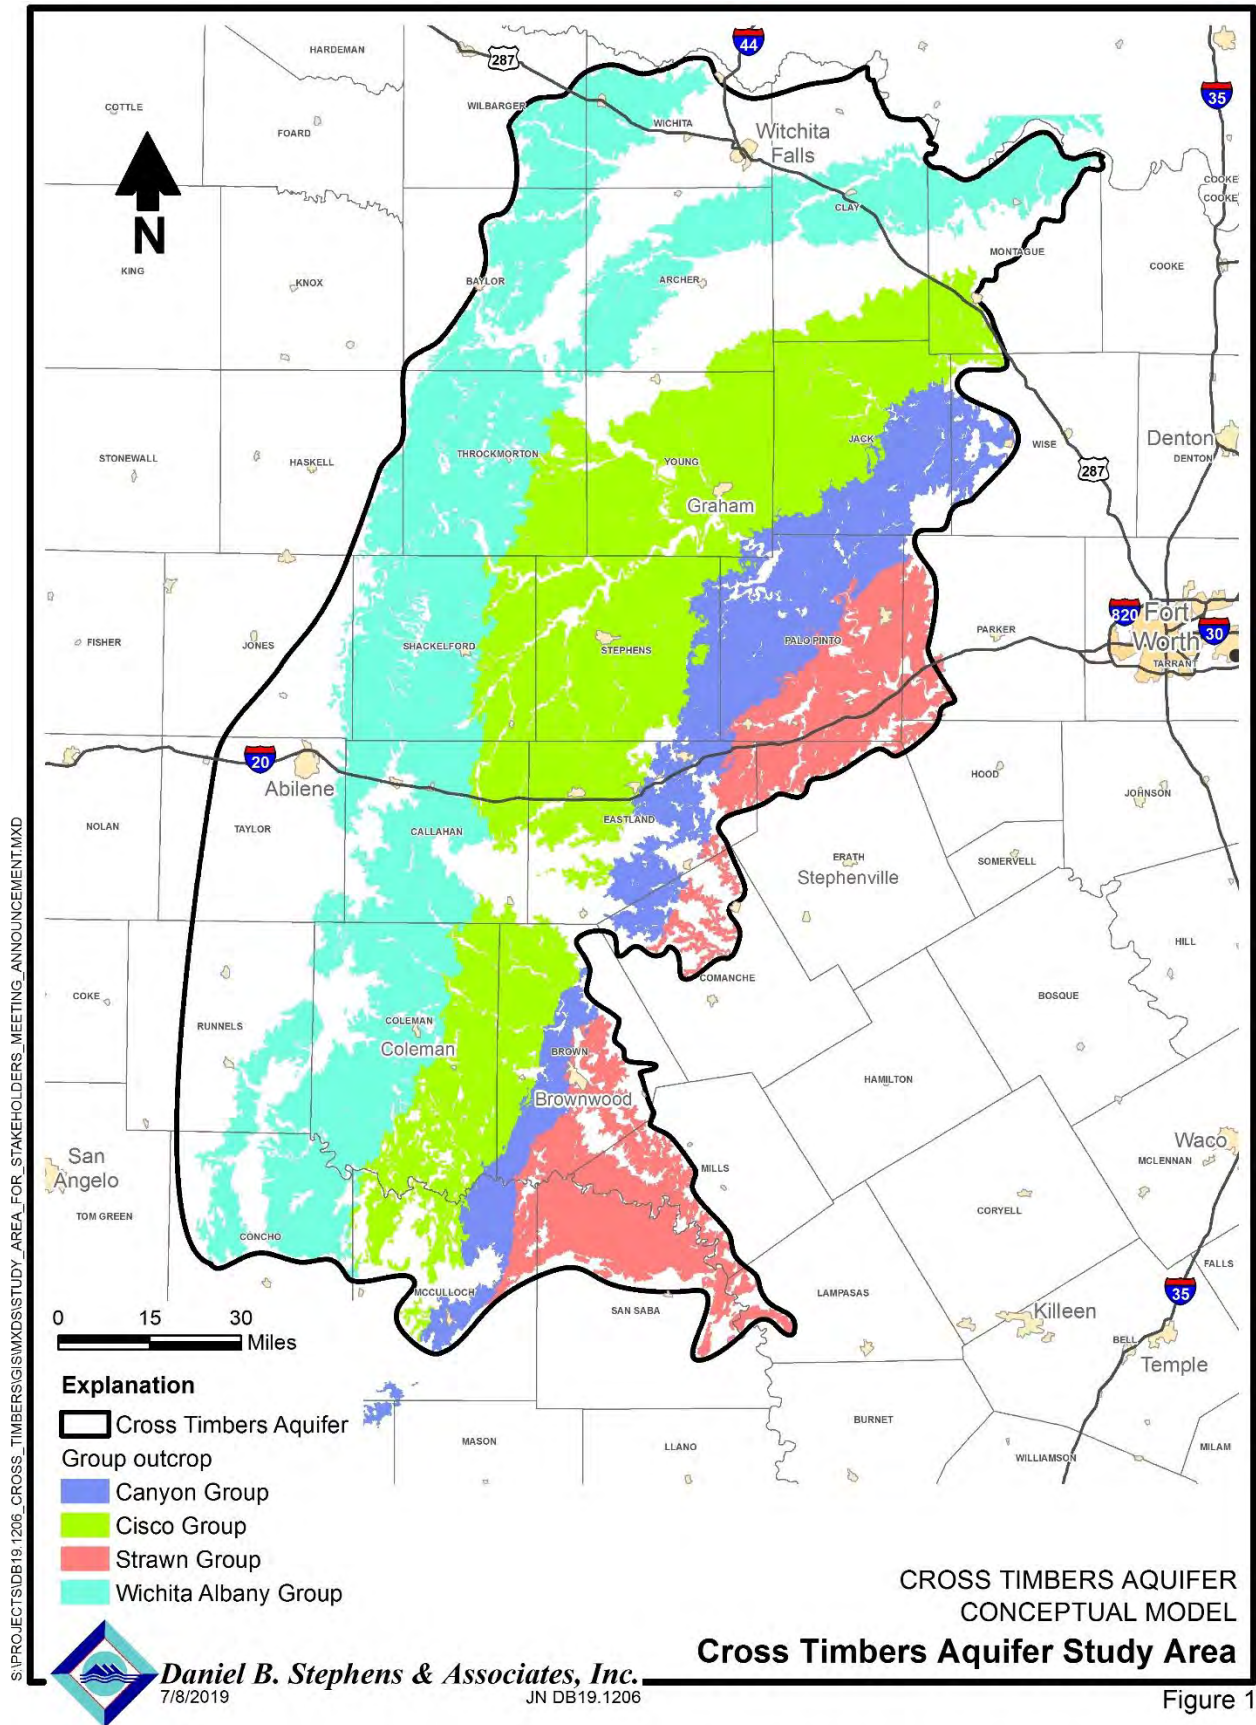 HARDEMAN
44
287
35
COTTLE
WILBARGER
FOARD
WICHITA
Witchita
Falls
COOKE
COOKE
CLAY
N
MONTAGUE
KING
KNOX
BAYLOR
ARCHER
COOKE
STONEWALL
HASKELL
THROCKMORTON
YOUNG
JACK
WISE
Denton
DENTON
287
Graham
FISHER
JONES
SHACKELFORD
STEPHENS
PALO PINTO
PARKER
820
Fort
Worth
30
TARRANT
20
Abilene
HOOD
JOHNSON
NOLAN
TAYLOR
CALLAHAN
EASTLAND
ERATH
Stephenville
SOMERVELL
HILL
COMANCHE
COKE
RUNNELS
COLEMAN
Coleman
BROWN
Brownwood
BOSQUE
HAMILTON
San
Angelo
TOM GREEN
MILLS
Waco
MCLENNAN
CORYELL
CONCHO
FALLS
MCCULLOCH
SAN SABA
LAMPASAS
35
Killeen
BELL
Temple
0 15 30
Miles
MASON
LLANO
BURNET
WILLIAMSON
MILAM
Explanation
Cross Timbers Aquifer
Group outcrop
Canyon Group
Cisco Group
Strawn Group
Wichita Albany Group
CROSS TIMBERS AQUIFER
CONCEPTUAL MODEL
Cross Timbers Aquifer Study Area
Daniel B. Stephens & Associates, Inc.
7/8/2019
JN DB19.1206
Figure 1
S:\PROJECTS\DB19.1206_CROSS_TIMBERS\GIS\MXDS\STUDY_AREA_FOR_STAKEHOLDERS_MEETING_ANNOUNCEMENT.MXD